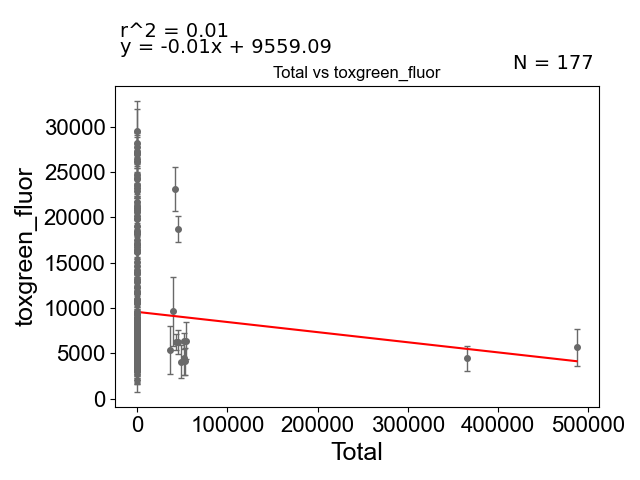 r^2 = 0.01
y = -0.01x + 9559.09
N = 177
Total vs toxgreen_fluor
30000
25000
20000
15000
10000
5000
0
toxgreen_fluor
0 100000 200000 300000 400000 500000
Total